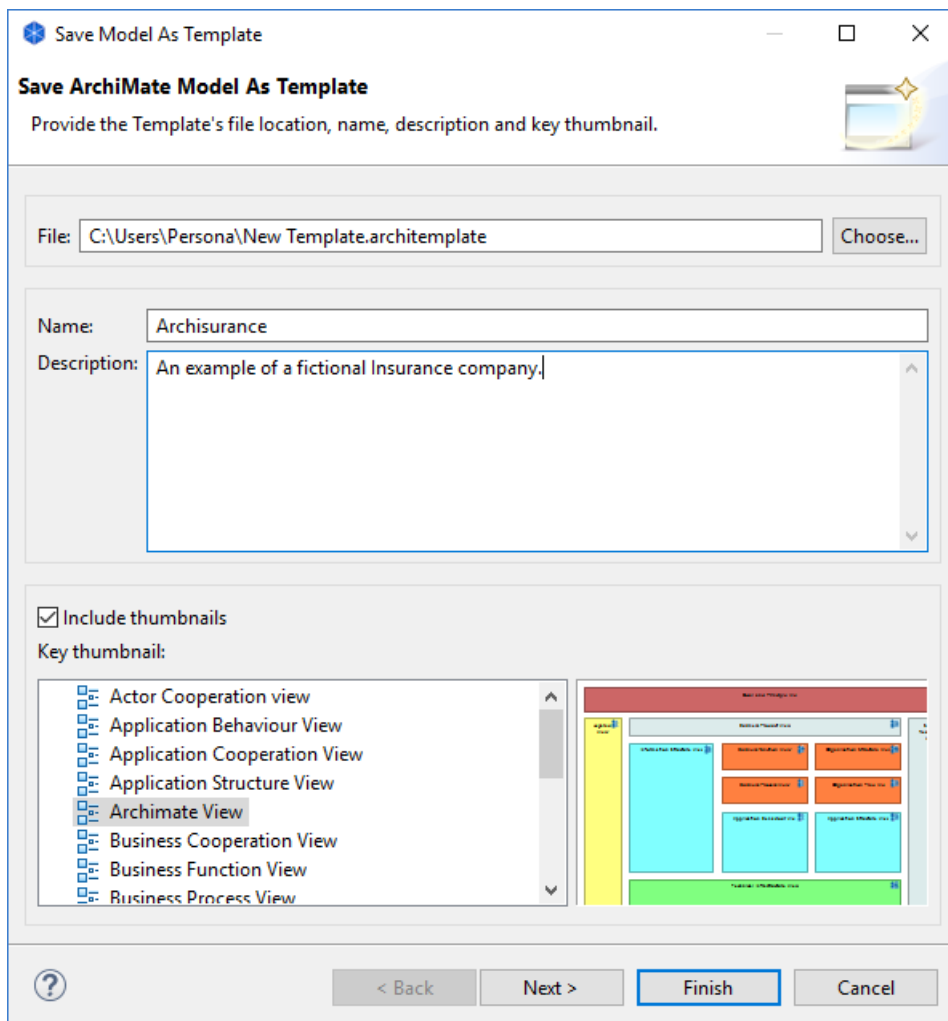 Save Model As Template
Save ArchiMate Model As Template
Provide the Template's file location, name, description and key thumbnail.
File: C:\Users\Persona\New Template.architemplate Choose...
Name: Archisurance
Description: An example of a fictional Insurance company.
Include thumbnails
Key thumbnail:
Actor Cooperation view
Application Behaviour View
Application Cooperation View
Application Structure View
Archimate View
Business Cooperation View
Business Function View
Business Process View
< Back Next > Finish Cancel